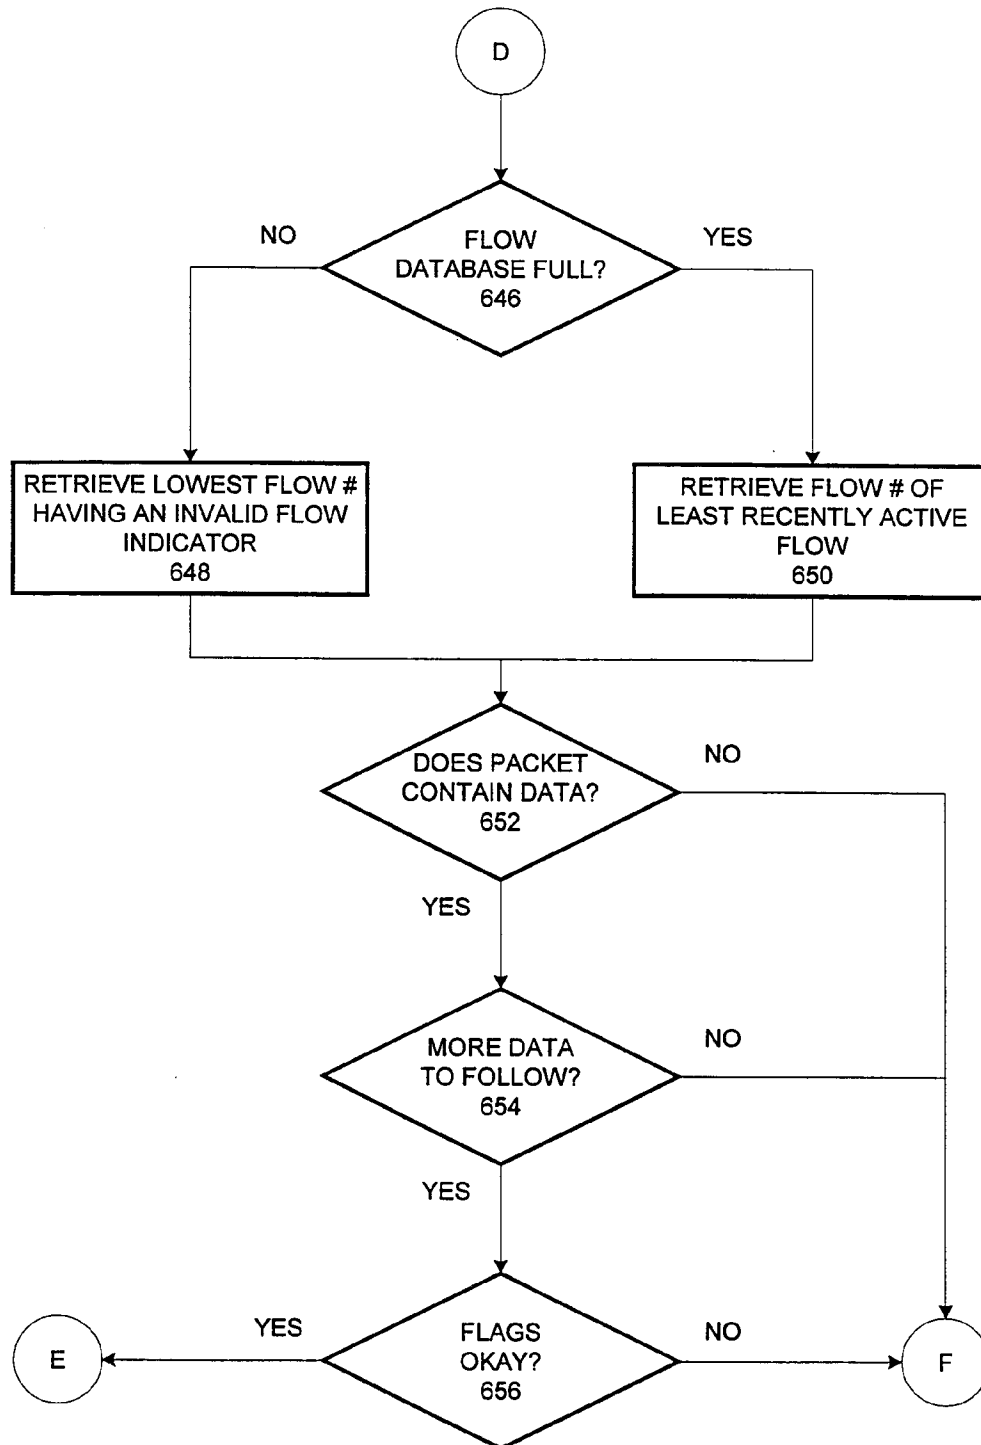 D
NO
YES
FLOW
DATABASE FULL?
646
RETRIEVE LOWEST FLOW #
HAVING AN INVALID FLOW
INDICATOR
648
RETRIEVE FLOW # OF
LEAST RECENTLY ACTIVE
FLOW
650
DOES PACKET
CONTAIN DATA?
652
NO
YES
MORE DATA
TO FOLLOW?
654
NO
YES
FLAGS
OKAY?
656
YES
NO
E
F